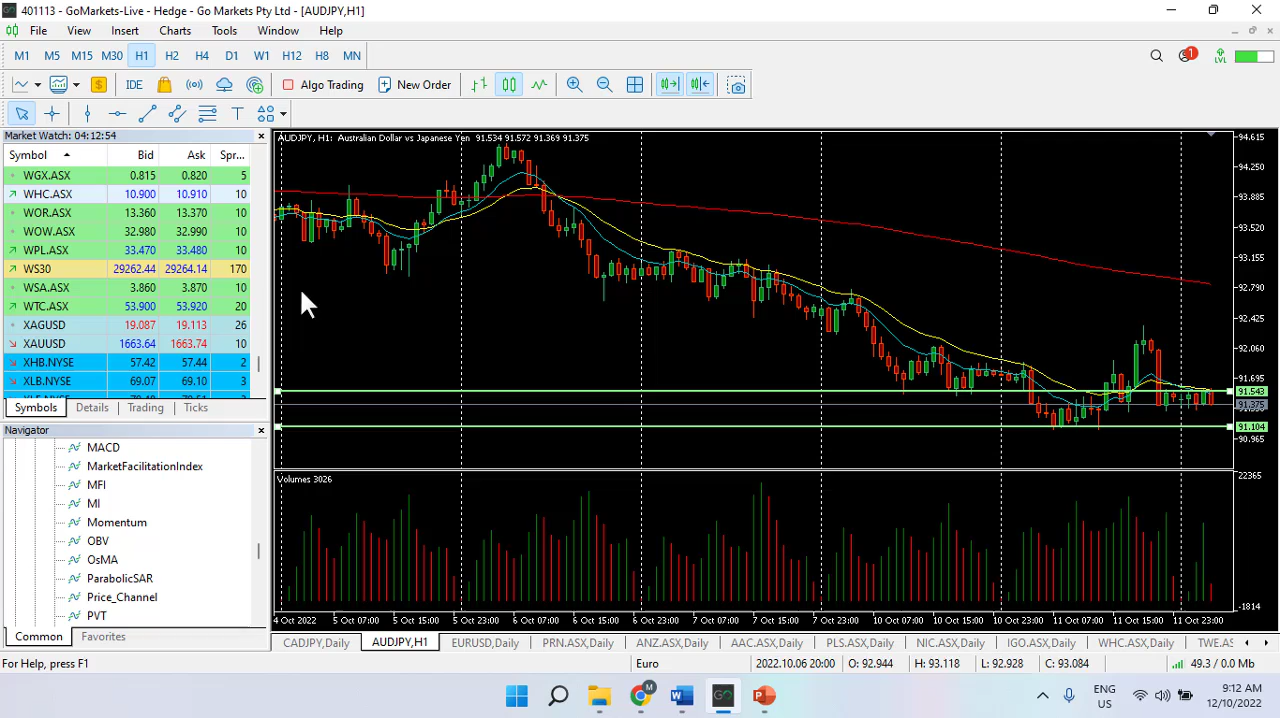 401113 - GoMarkets-Live - Hedge - Go Markets Pty Ltd - [AUDJPY,H1]
File View Insert Charts Tools Window Help
M1 M5 M15 M30 H1 H2 H4 D1 W1 H12 H8 MN
1 LVL
IDE Algo Trading New Order
T
Market Watch: 04:12:54
Symbol Bid Ask Spr...
WGX.ASX 0.815 0.820 5
WHC.ASX 10.900 10.910 10
WOR.ASX 13.360 13.370 10
WOW.ASX 32.980 32.990 10
WPL.ASX 33.470 33.480 10
WS30 29262.44 29264.14 170
WSA.ASX 3.860 3.870 10
WTC.ASX 53.900 53.920 20
XAGUSD 19.087 19.113 26
XAUUSD 1663.64 1663.74 10
XHB.NYSE 57.42 57.44 2
XLB.NYSE 69.07 69.10 3
Symbols Details Trading Ticks
Navigator
MACD
MarketFacilitationIndex
MFI
MI
Momentum
OBV
OsMA
ParabolicSAR
Price_Channel
PVT
Common Favorites
AUDJPY, H1: Australian Dollar vs Japanese Yen 91.534 91.572 91.369 91.375
94.615
94.250
93.885
93.520
93.155
92.790
92.425
92.060
91.695
91.543
91.375
91.104
90.965
Volumes 3026
22365
-1814
4 Oct 2022 5 Oct 07:00 5 Oct 15:00 5 Oct 23:00 6 Oct 07:00 6 Oct 15:00 6 Oct 23:00 7 Oct 07:00 7 Oct 15:00 7 Oct 23:00 10 Oct 07:00 10 Oct 15:00 10 Oct 23:00 11 Oct 07:00 11 Oct 15:00 11 Oct 23:00
CADJPY,Daily AUDJPY,H1 EURUSD,Daily PRN.ASX,Daily ANZ.ASX,Daily AAC.ASX,Daily PLS.ASX,Daily NIC.ASX,Daily IGO.ASX,Daily WHC.ASX,Daily TWE.AS
For Help, press F1 Euro 2022.10.06 20:00 O: 92.944 H: 93.118 L: 92.928 C: 93.084 49.3 / 0.0 Mb
M W GO P
ENG
US
9:12 AM
12/10/2022